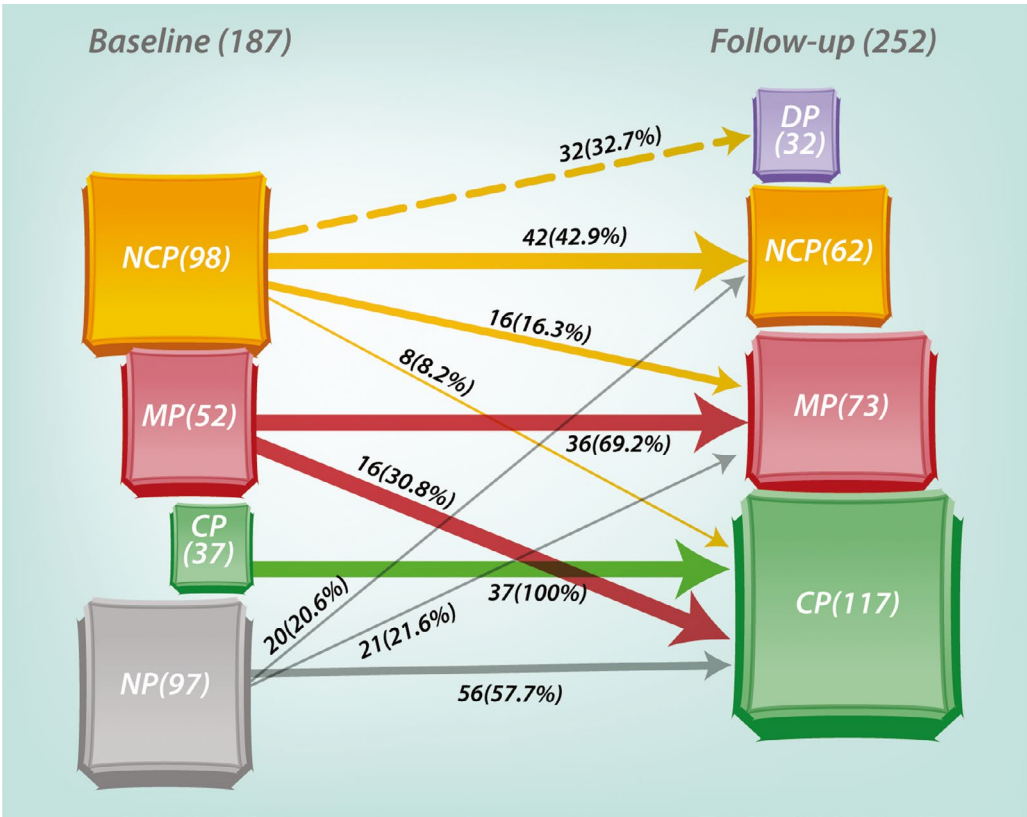 Baseline (187)
Follow-up (252)
DP
(32)
32(32.7%)
42(42.9%)
NCP(98)
NCP(62)
16(16.3%)
8(8.2%)
MP(52)
MP(73)
36(69.2%)
16(30.8%)
CP
(37)
37(100%)
CP(117)
20(20.6%)
21(21.6%)
NP(97)
56(57.7%)